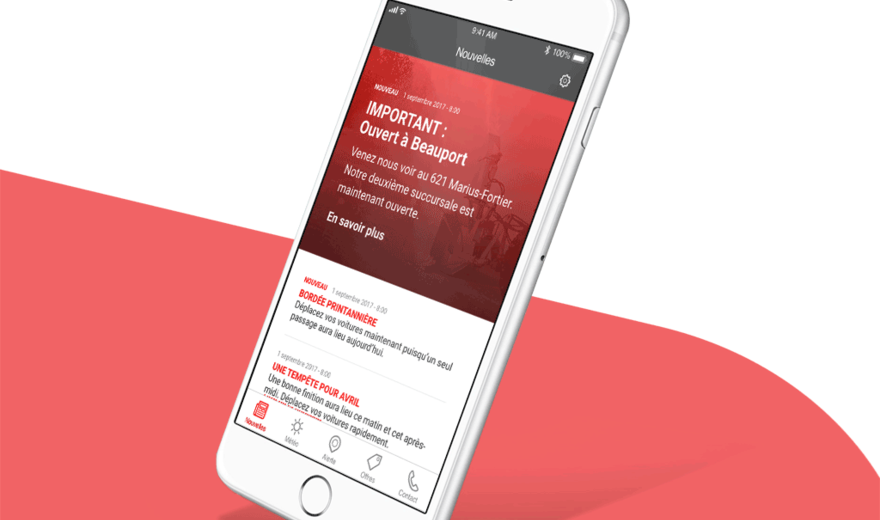 9:41 AM
100%
Nouvelles
NOUVEAU 1 septembre 2017 - 8:00
IMPORTANT :
Ouvert à Beauport
Venez nous voir au 621 Marius-Fortier.
Notre deuxième succursale est
maintenant ouverte.
En savoir plus
NOUVEAU 1 septembre 2017 - 8:00
BORDÉE PRINTANNIÈRE
Déplacez vos voitures maintenant puisqu'un seul
passage aura lieu aujourd'hui.
1 septembre 2017 - 8:00
UNE TEMPÊTE POUR AVRIL
Une bonne finition aura lieu ce matin et cet après-
midi. Déplacez vos voitures rapidement.
Nouvelles
Météo
Alerte
Offres
Contact